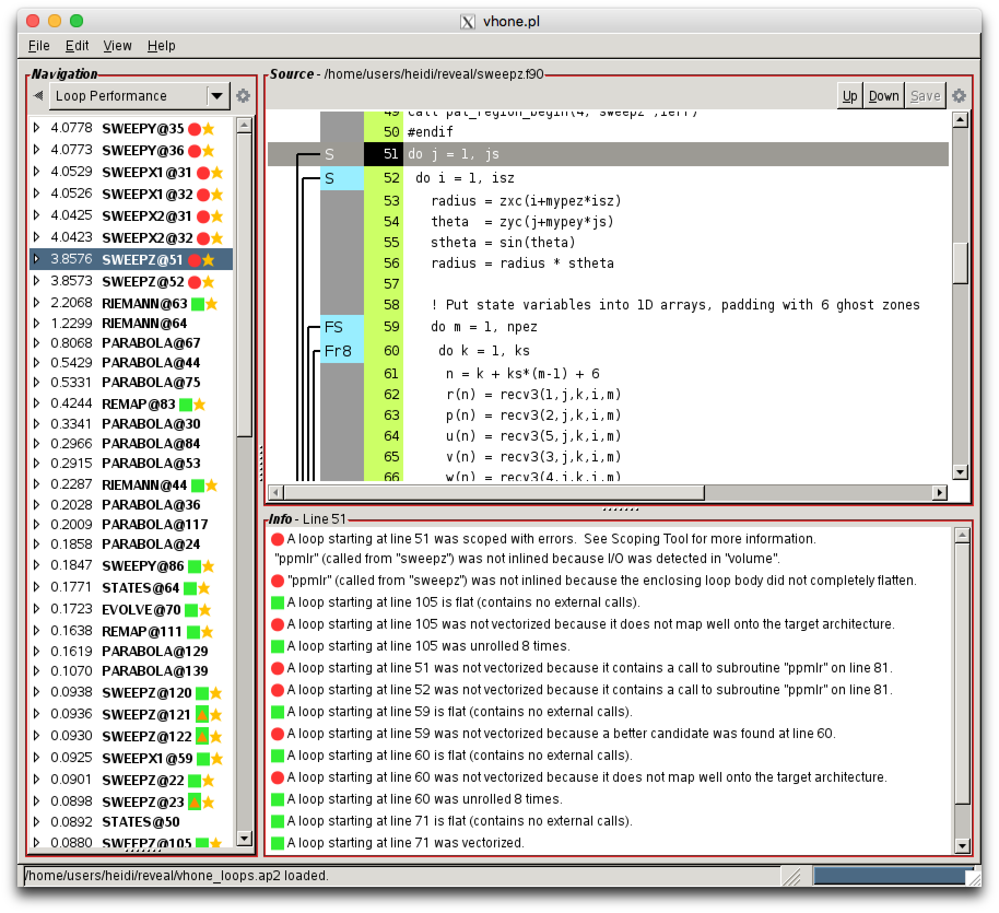 vhone.pl
File Edit View Help
Navigation
Loop Performance
4.0778 SWEEPY@35
4.0773 SWEEPY@36
4.0529 SWEEPX1@31
4.0526 SWEEPX1@32
4.0425 SWEEPX2@31
4.0423 SWEEPX2@32
3.8576 SWEEPZ@51
3.8573 SWEEPZ@52
2.2068 RIEMANN@63
1.2299 RIEMANN@64
0.8068 PARABOLA@67
0.5429 PARABOLA@44
0.5331 PARABOLA@75
0.4244 REMAP@83
0.3341 PARABOLA@30
0.2966 PARABOLA@84
0.2915 PARABOLA@53
0.2287 RIEMANN@44
0.2028 PARABOLA@36
0.2009 PARABOLA@117
0.1858 PARABOLA@24
0.1847 SWEEPY@86
0.1771 STATES@64
0.1723 EVOLVE@70
0.1638 REMAP@111
0.1619 PARABOLA@129
0.1070 PARABOLA@139
0.0938 SWEEPZ@120
0.0936 SWEEPZ@121
0.0930 SWEEPZ@122
0.0925 SWEEPX1@59
0.0901 SWEEPZ@22
0.0898 SWEEPZ@23
0.0892 STATES@50
0.0880 SWEEPZ@105
Source - /home/users/heidi/reveal/sweepz.f90
Up Down Save
49 call pat_region_begin(4, "sweepz",ierr)
50 #endif
S 51 do j = 1, js
S 52 do i = 1, isz
53 radius = zxc(i+mypez*isz)
54 theta = zyc(j+mypey*js)
55 stheta = sin(theta)
56 radius = radius * stheta
57
58 ! Put state variables into 1D arrays, padding with 6 ghost zones
FS 59 do m = 1, npez
Fr8 60 do k = 1, ks
61 n = k + ks*(m-1) + 6
62 r(n) = recv3(1,j,k,i,m)
63 p(n) = recv3(2,j,k,i,m)
64 u(n) = recv3(5,j,k,i,m)
65 v(n) = recv3(3,j,k,i,m)
66 w(n) = recv3(4,j,k,i,m)
Info - Line 51
A loop starting at line 51 was scoped with errors. See Scoping Tool for more information.
"ppmlr" (called from "sweepz") was not inlined because I/O was detected in "volume".
"ppmlr" (called from "sweepz") was not inlined because the enclosing loop body did not completely flatten.
A loop starting at line 105 is flat (contains no external calls).
A loop starting at line 105 was not vectorized because it does not map well onto the target architecture.
A loop starting at line 105 was unrolled 8 times.
A loop starting at line 51 was not vectorized because it contains a call to subroutine "ppmlr" on line 81.
A loop starting at line 52 was not vectorized because it contains a call to subroutine "ppmlr" on line 81.
A loop starting at line 59 is flat (contains no external calls).
A loop starting at line 59 was not vectorized because a better candidate was found at line 60.
A loop starting at line 60 is flat (contains no external calls).
A loop starting at line 60 was not vectorized because it does not map well onto the target architecture.
A loop starting at line 60 was unrolled 8 times.
A loop starting at line 71 is flat (contains no external calls).
A loop starting at line 71 was vectorized.
/home/users/heidi/reveal/vhone_loops.ap2 loaded.